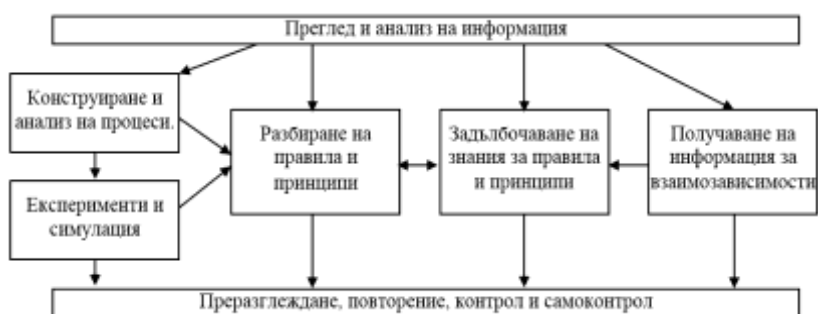 Преглед и анализ на информация
Конструиране и
анализ на процеси.
Разбиране на
правила и
принципи
Задълбочаване на
знания за правила
и принципи
Получаване на
информация за
взаимозависимости
Експерименти и
симулация
Преразглеждане, повторение, контрол и самоконтрол